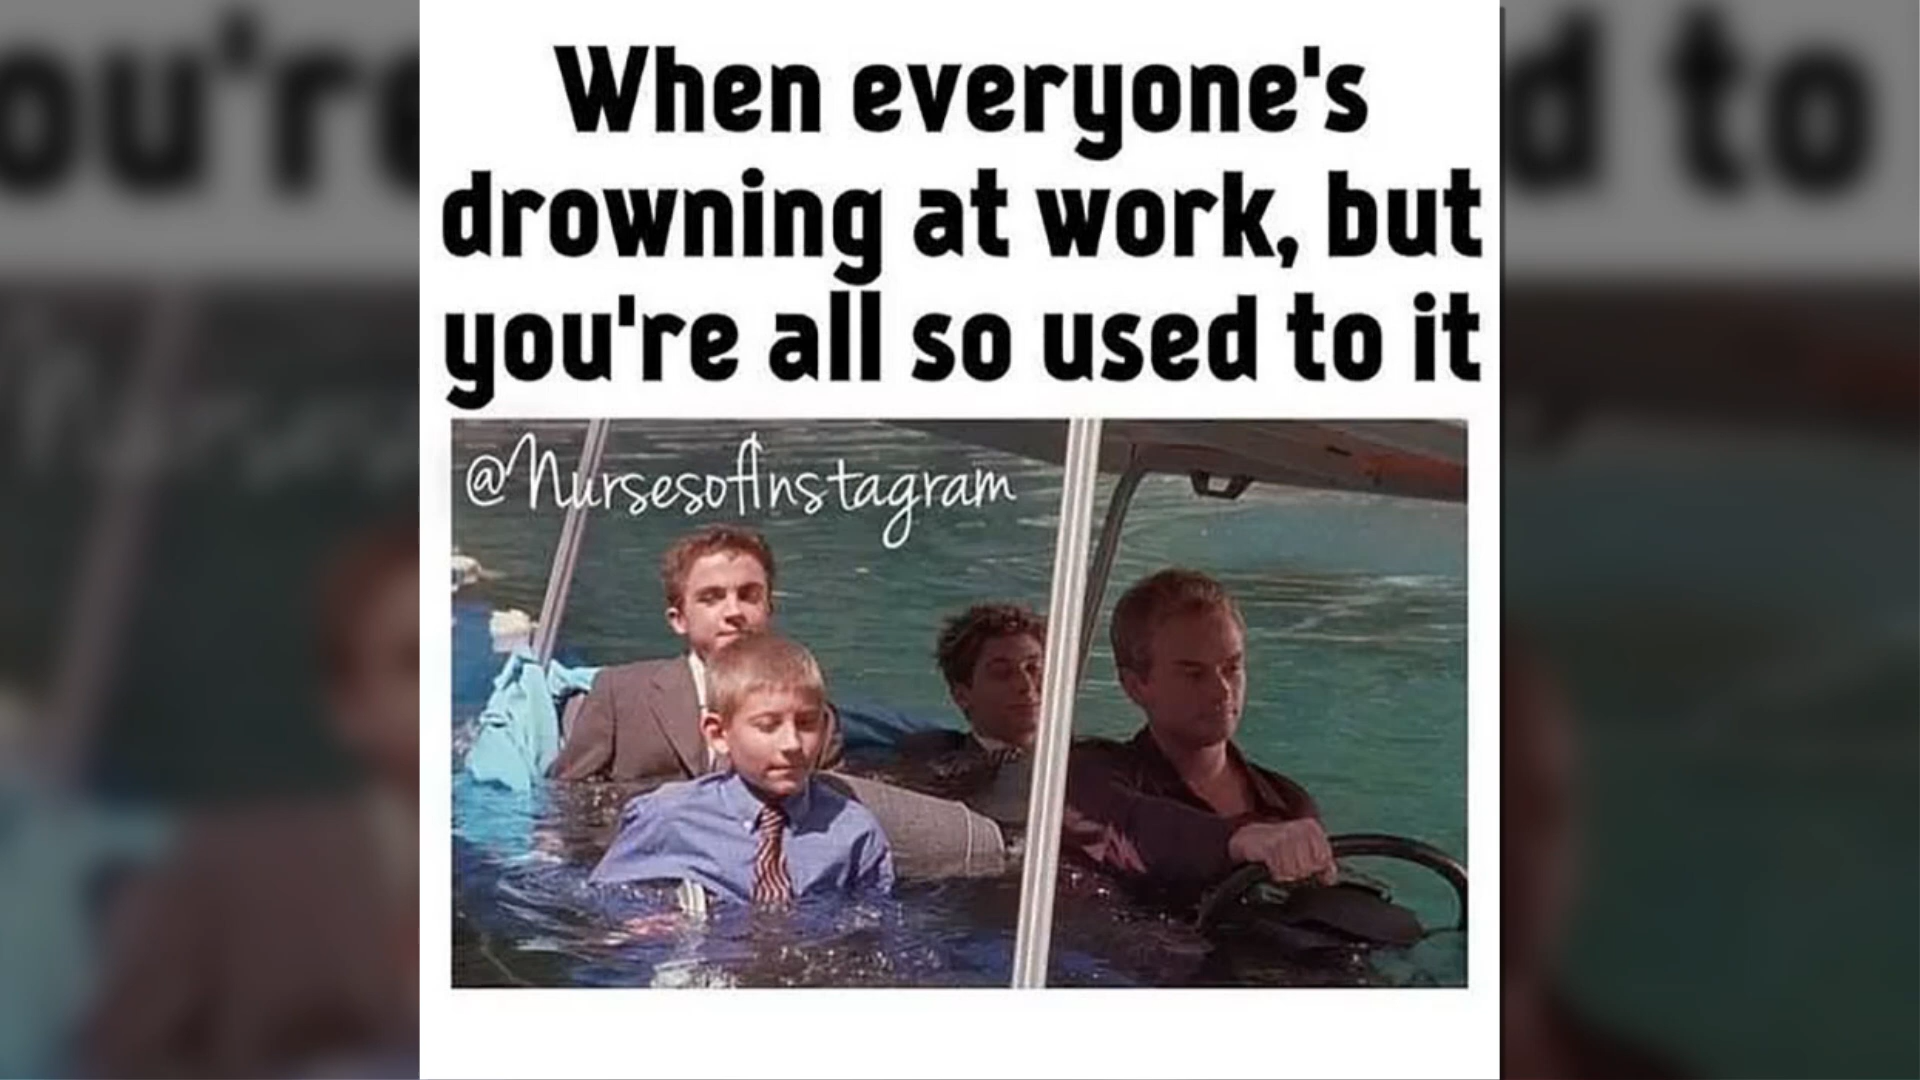 When everyone's
drowning at work, but
you're all so used to it
@NursesofInstagram